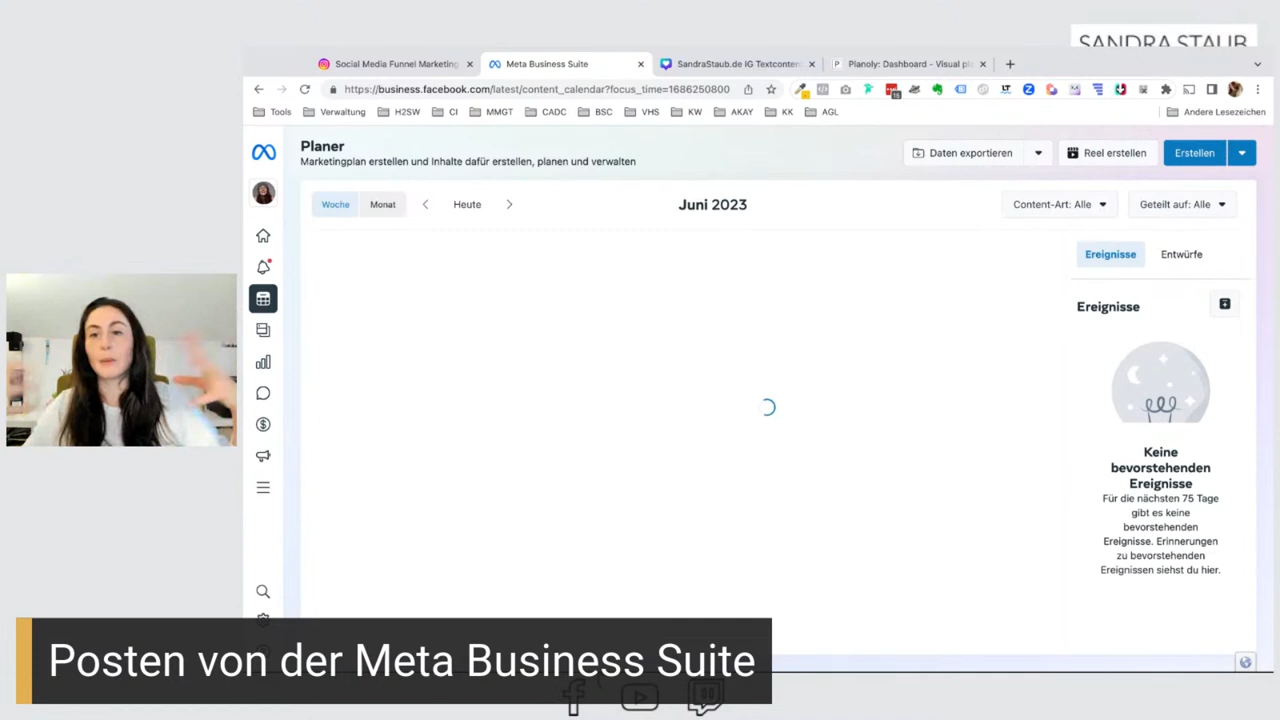 SANDRA STAUB
Social Media Funnel Marketing
Meta Business Suite
SandraStaub.de IG Textconten
Planoly: Dashboard - Visual pl
https://business.facebook.com/latest/content_calendar?focus_time=1686250800
Tools
Verwaltung
H2SW
CI
MMGT
CADC
BSC
VHS
KW
AKAY
KK
AGL
Andere Lesezeichen
Planer
Marketingplan erstellen und Inhalte dafür erstellen, planen und verwalten
Daten exportieren
Reel erstellen
Erstellen
Woche
Monat
Heute
Juni 2023
Content-Art: Alle
Geteilt auf: Alle
Ereignisse
Entwürfe
Ereignisse
Keine
bevorstehenden
Ereignisse
Für die nächsten 75 Tage
gibt es keine
bevorstehenden
Ereignisse. Erinnerungen
zu bevorstehenden
Ereignissen siehst du hier.
Posten von der Meta Business Suite